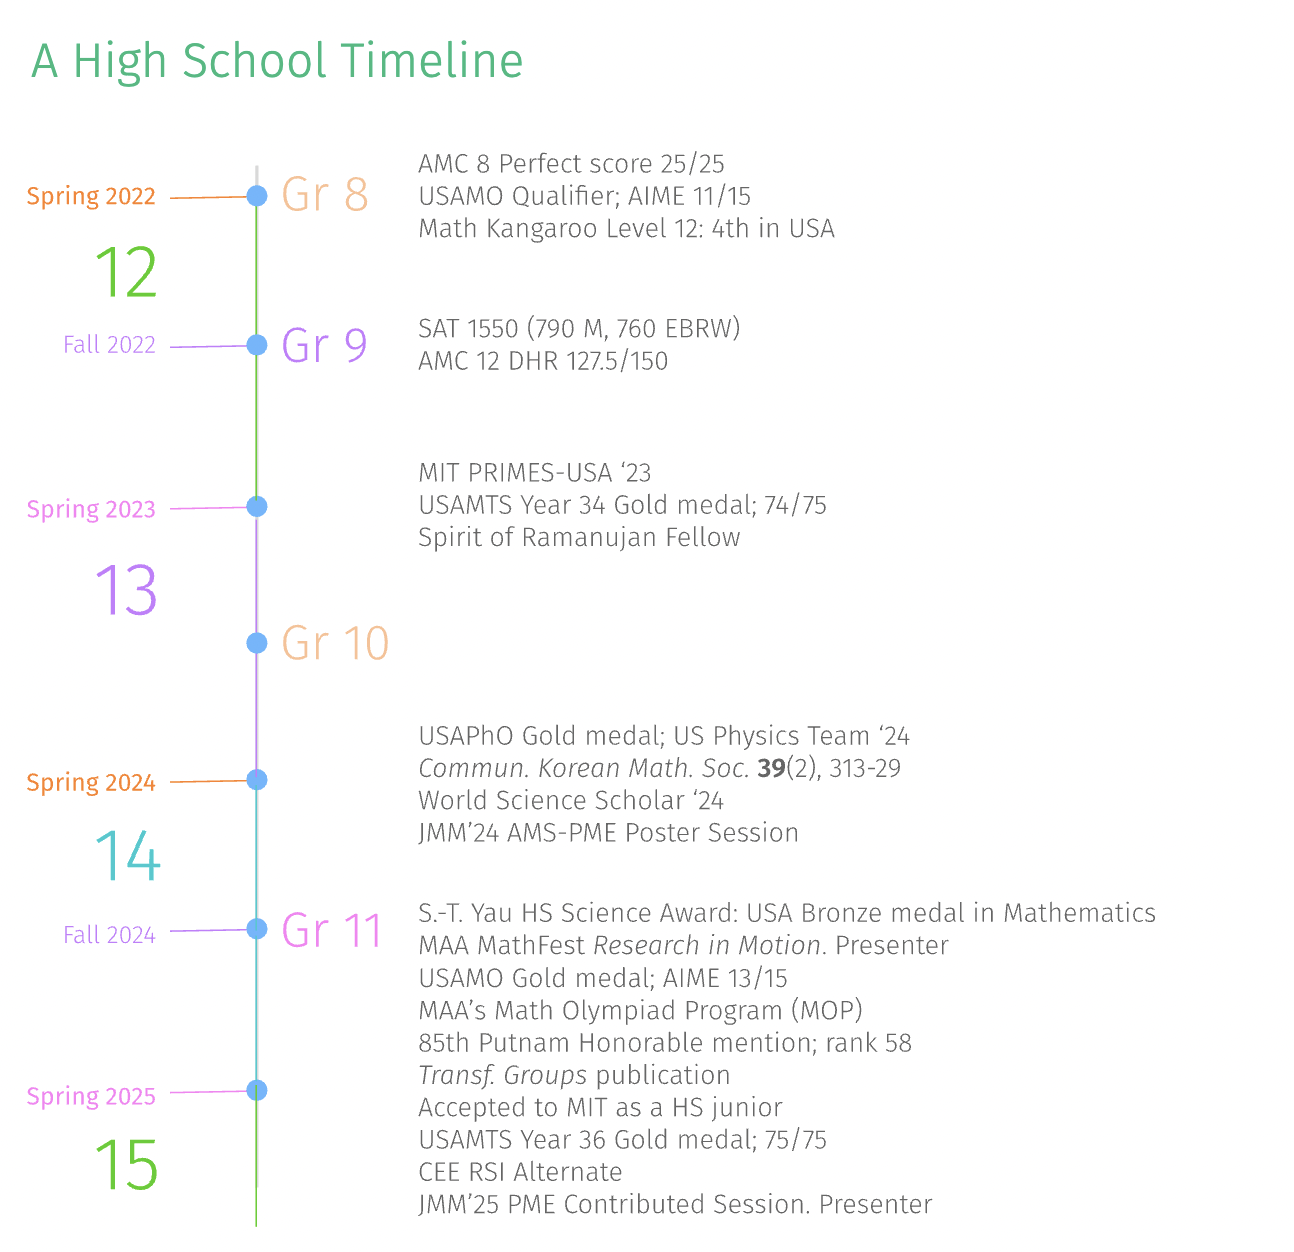 A High School Timeline
Spring 2022
Gr 8
AMC 8 Perfect score 25/25
USAMO Qualifier; AIME 11/15
Math Kangaroo Level 12: 4th in USA
12
Fall 2022
Gr 9
SAT 1550 (790 M, 760 EBRW)
AMC 12 DHR 127.5/150
Spring 2023
MIT PRIMES-USA ‘23
USAMTS Year 34 Gold medal; 74/75
Spirit of Ramanujan Fellow
13
Gr 10
Spring 2024
USAPhO Gold medal; US Physics Team ‘24
Commun. Korean Math. Soc. 39(2), 313-29
World Science Scholar ‘24
JMM’24 AMS-PME Poster Session
14
Fall 2024
Gr 11
S.-T. Yau HS Science Award: USA Bronze medal in Mathematics
MAA MathFest Research in Motion. Presenter
USAMO Gold medal; AIME 13/15
MAA’s Math Olympiad Program (MOP)
85th Putnam Honorable mention; rank 58
Transf. Groups publication
Accepted to MIT as a HS junior
USAMTS Year 36 Gold medal; 75/75
CEE RSI Alternate
JMM’25 PME Contributed Session. Presenter
Spring 2025
15